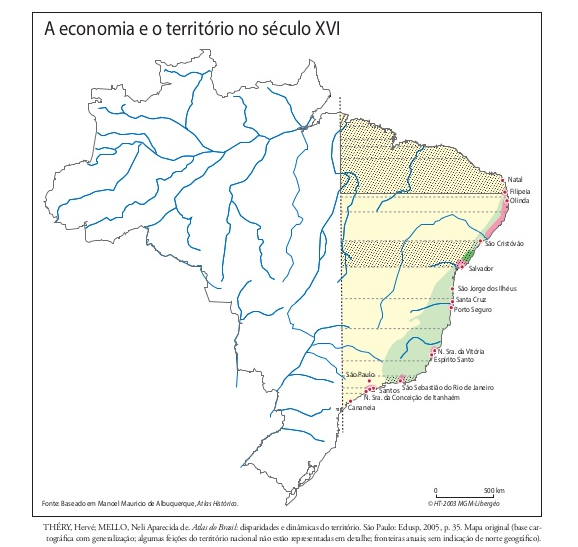 A economia e o território no século XVI
Natal
Filipeia
Olinda
São Cristóvão
Salvador
São Jorge dos Ilhéus
Santa Cruz
Porto Seguro
N. Sra. da Vitória
Espírito Santo
São Paulo
São Sebastião do Rio de Janeiro
Santos
N. Sra. da Conceição de Itanhaém
Cananeia
0 500 km
Fonte: Baseado em Manoel Mauricio de Albuquerque, Atlas Histórico.
© HT-2003 MGM-Libergéo
THÉRY, Hervé; MELLO, Neli Aparecida de. Atlas do Brasil: disparidades e dinâmicas do território. São Paulo: Edusp, 2005, p. 35. Mapa original (base car-
tográfica com generalização; algumas feições do território nacional não estão representadas em detalhe; fronteiras atuais; sem indicação de norte geográfico).